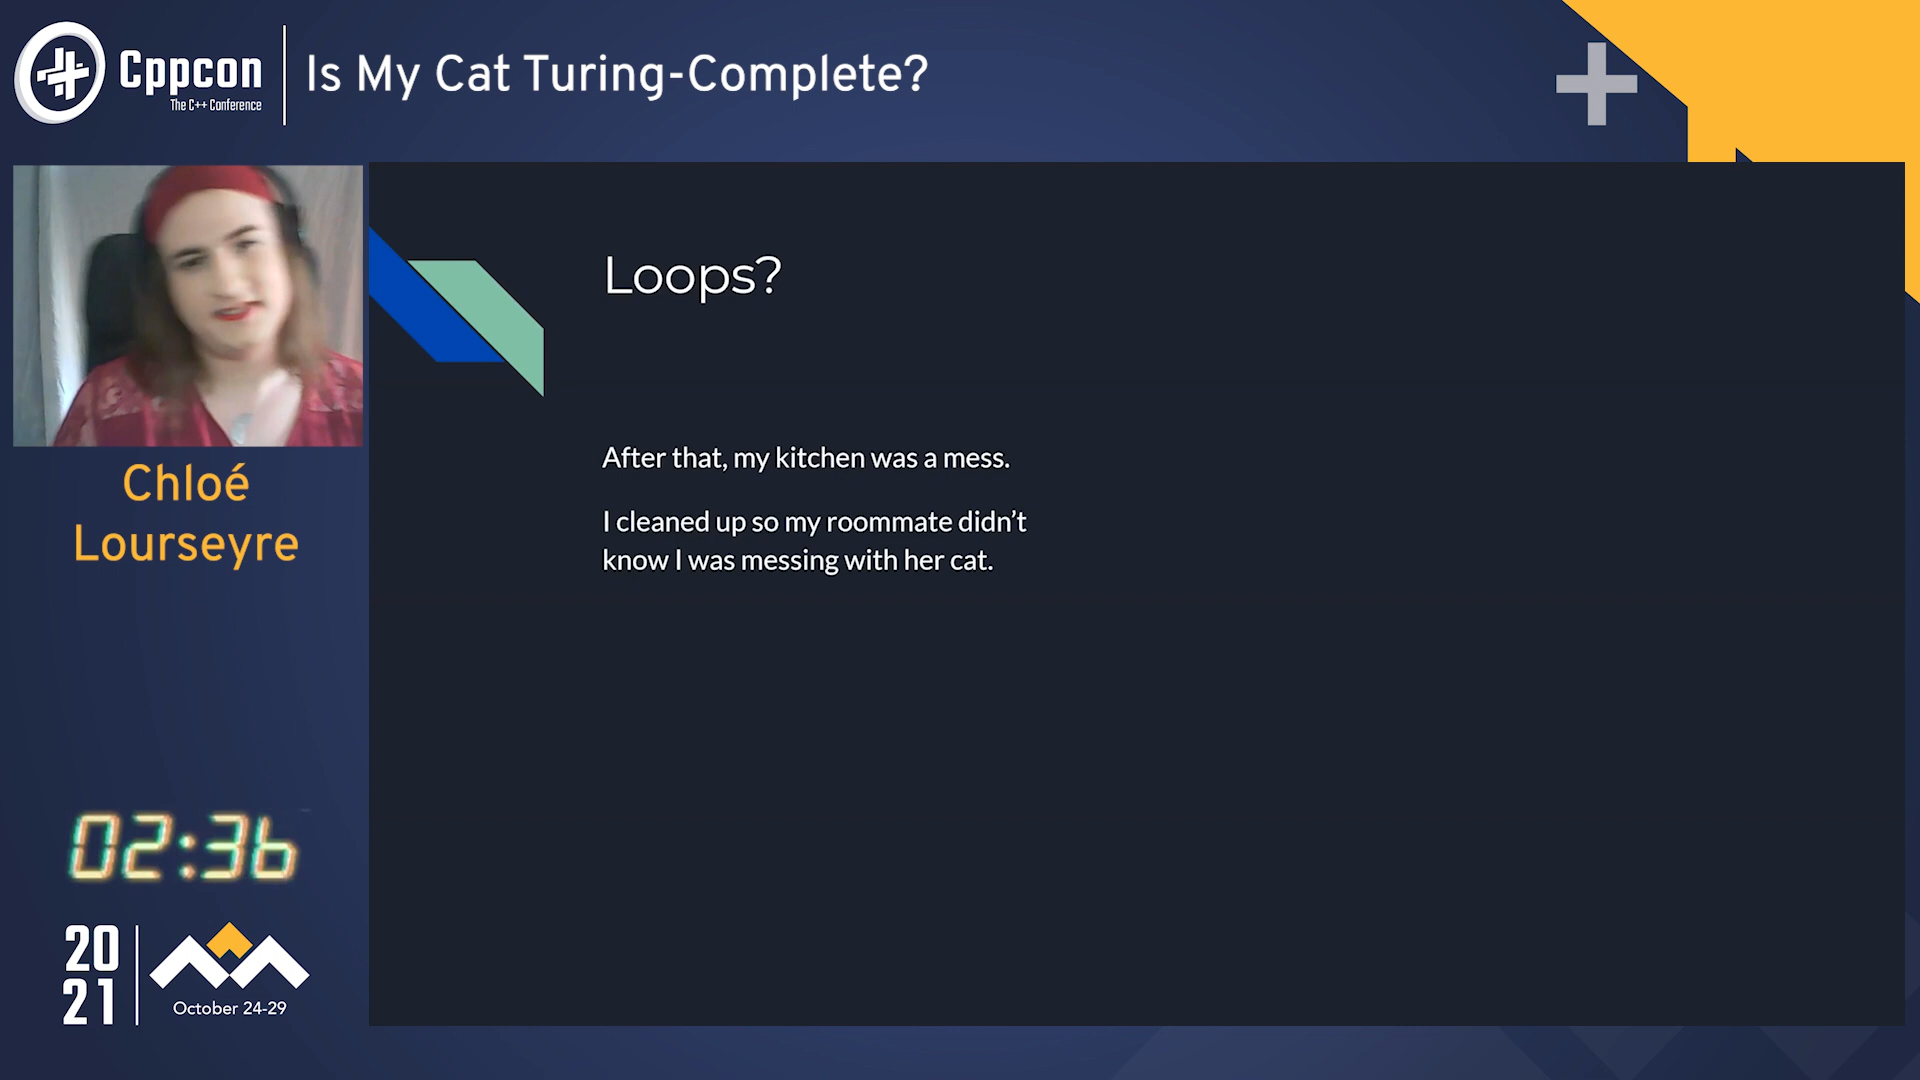 Cppcon
The C++ Conference
Is My Cat Turing-Complete?
Chloé
Lourseyre
Loops?
After that, my kitchen was a mess.
I cleaned up so my roommate didn’t
know I was messing with her cat.
02:36
20
21
October 24-29